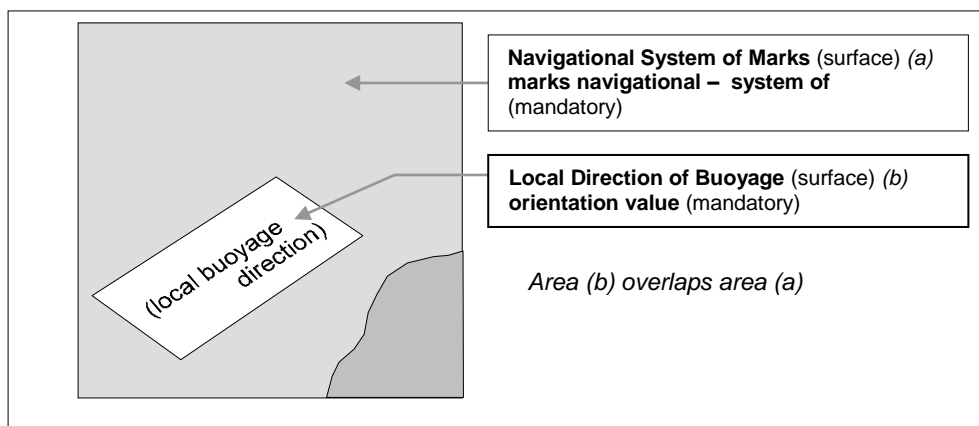 Navigational System of Marks (surface) (a)
marks navigational – system of
(mandatory)
Local Direction of Buoyage (surface) (b)
orientation value (mandatory)
(local buoyage
direction)
Area (b) overlaps area (a)